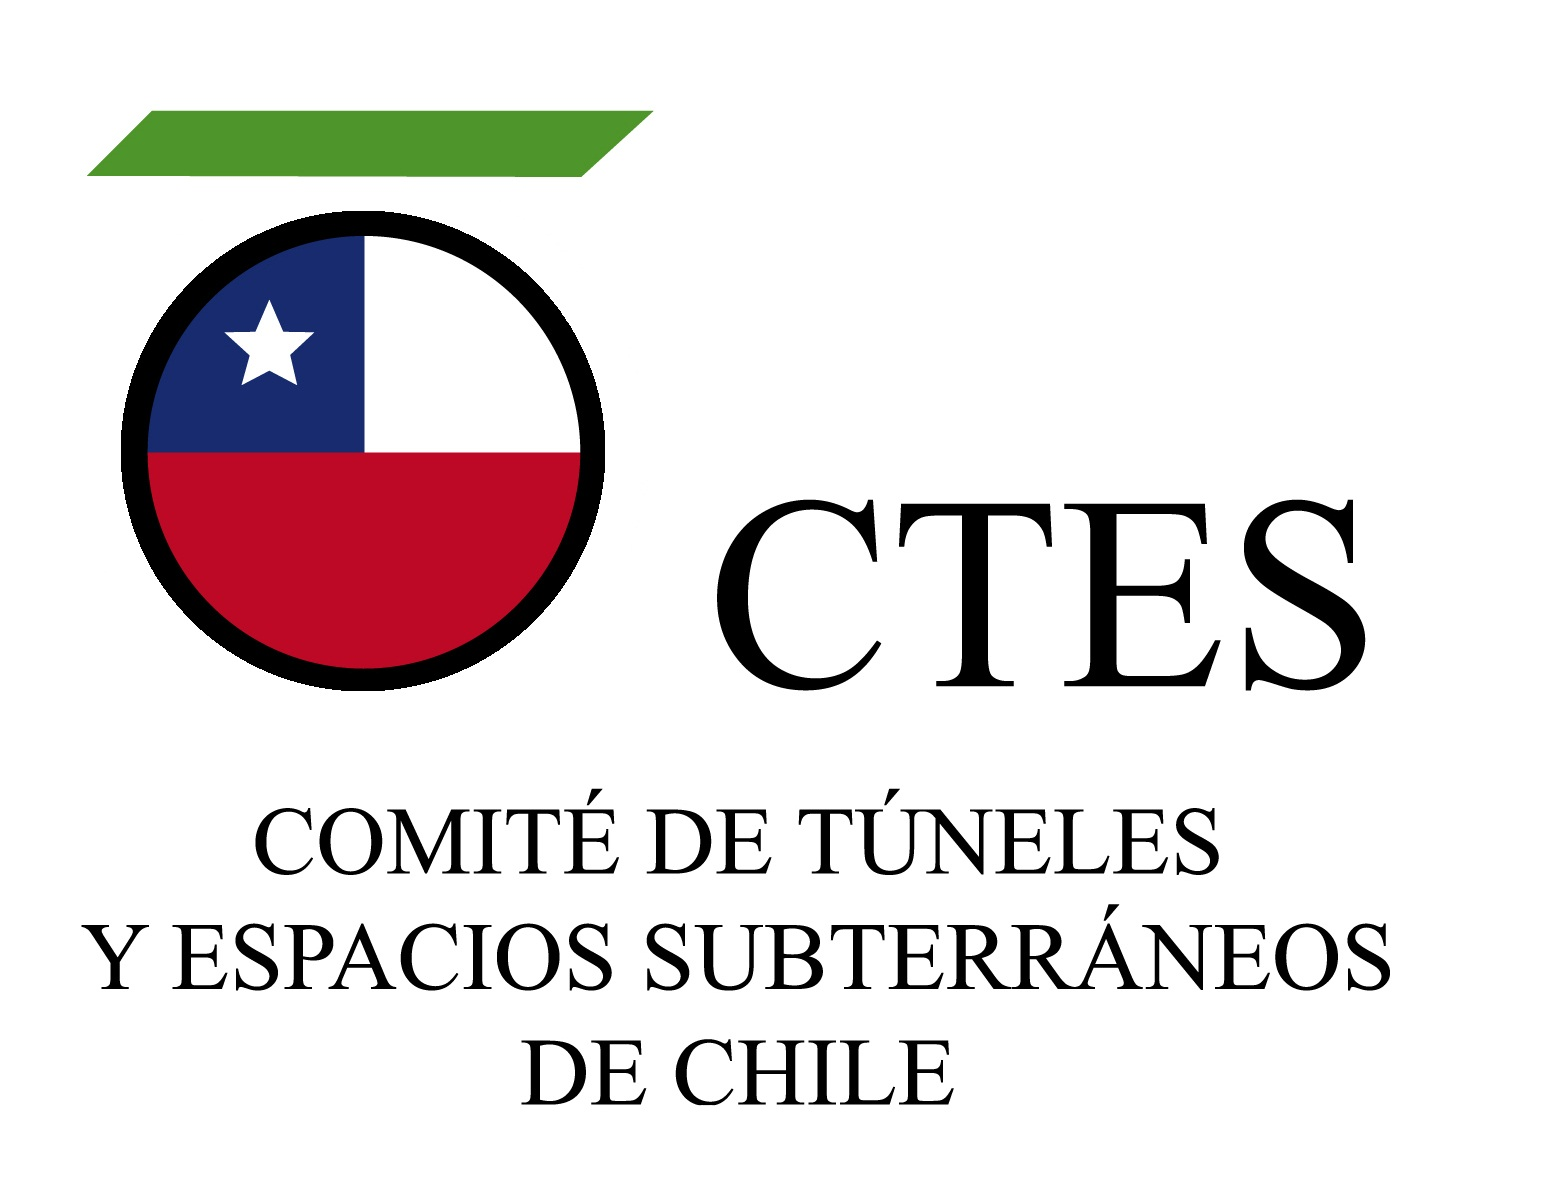 CTES
COMITÉ DE TÚNELES
Y ESPACIOS SUBTERRÁNEOS
DE CHILE